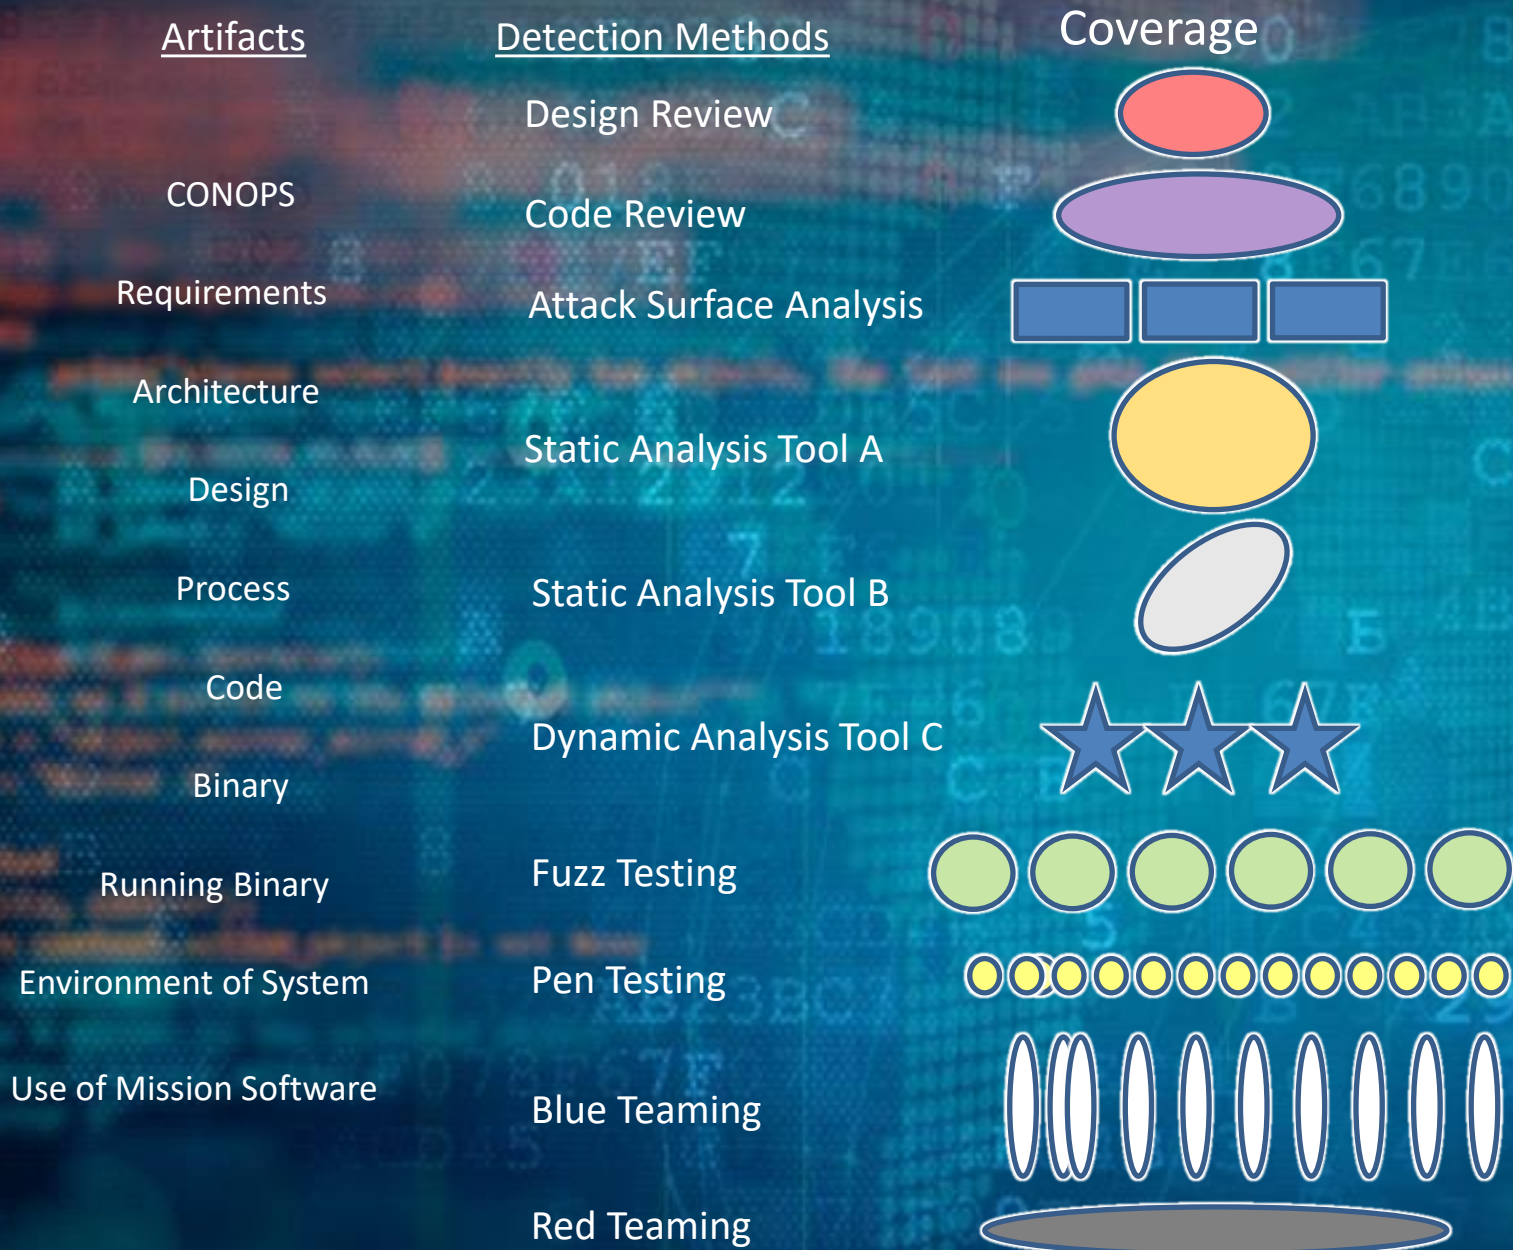 Artifacts
Detection Methods
Coverage
Design Review
CONOPS
Code Review
Requirements
Attack Surface Analysis
Architecture
Static Analysis Tool A
Design
Process
Static Analysis Tool B
Code
Dynamic Analysis Tool C
Binary
Running Binary
Fuzz Testing
Environment of System
Pen Testing
Use of Mission Software
Blue Teaming
Red Teaming